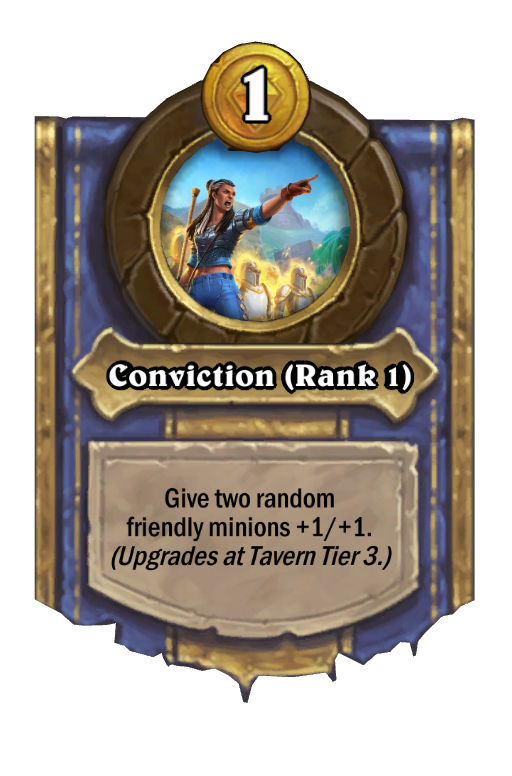 1
Conviction (Rank 1)
Give two random
friendly minions +1/+1.
(Upgrades at Tavern Tier 3.)